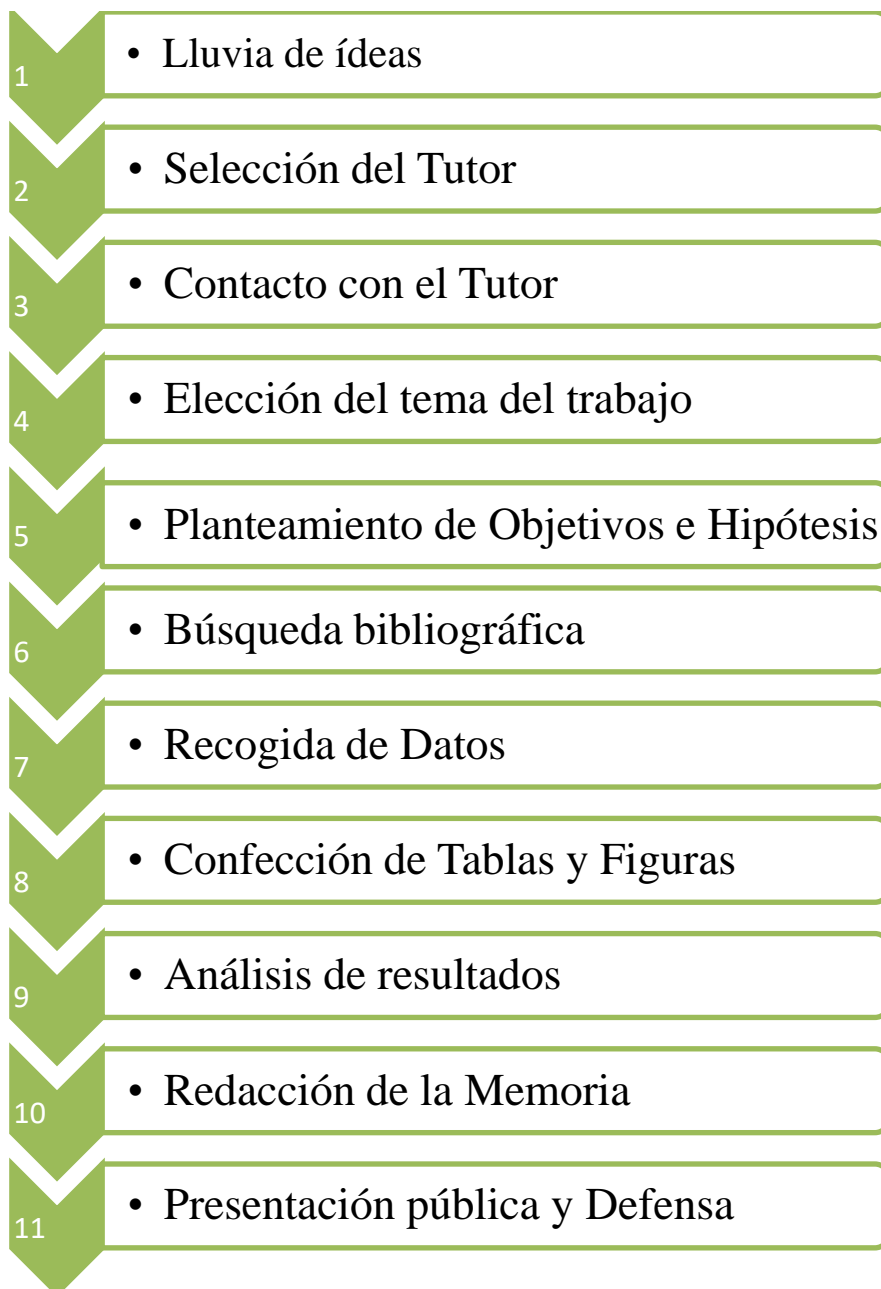 1 • Lluvia de ídeas
2 • Selección del Tutor
3 • Contacto con el Tutor
4 • Elección del tema del trabajo
5 • Planteamiento de Objetivos e Hipótesis
6 • Búsqueda bibliográfica
7 • Recogida de Datos
8 • Confección de Tablas y Figuras
9 • Análisis de resultados
10 • Redacción de la Memoria
11 • Presentación pública y Defensa